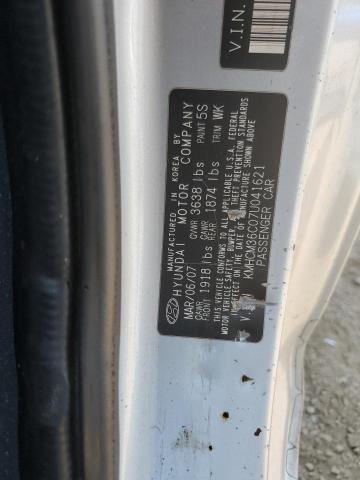 MANUFACTURED IN KOREA BY
HYUNDAI MOTOR COMPANY
MAR/06/07 GVWR 3638 lbs PAINT 5S
GAWR FRONT 1918 lbs GAWR REAR 1874 lbs TRIM WK
THIS VEHICLE CONFORMS TO ALL APPLICABLE U.S.A. FEDERAL
MOTOR VEHICLE SAFETY, BUMPER, THEFT PREVENTION STANDARDS
IN EFFECT ON THE DATE OF MANUFACTURE SHOWN ABOVE
PASSENGER CAR
V.I.N.